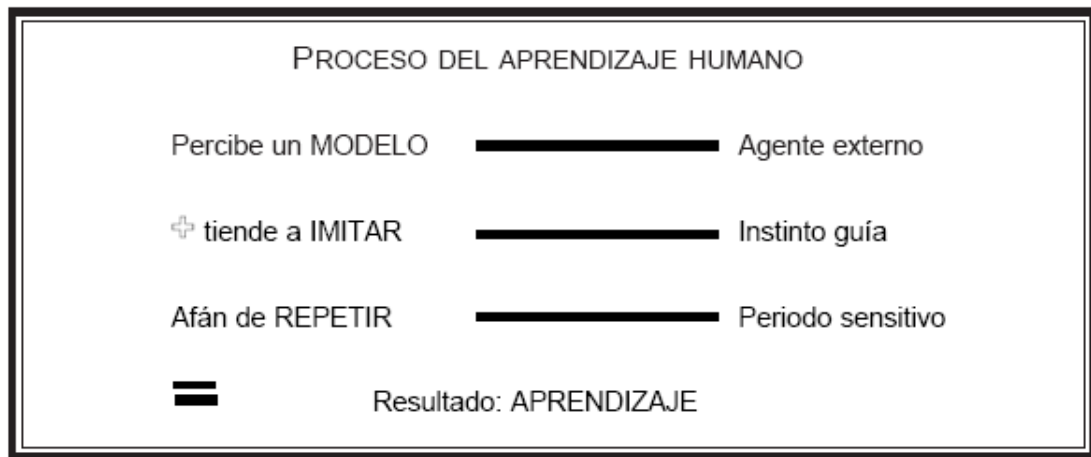 PROCESO DEL APRENDIZAJE HUMANO
Percibe un MODELO Agente externo
+ tiende a IMITAR Instinto guía
Afán de REPETIR Periodo sensitivo
= Resultado: APRENDIZAJE